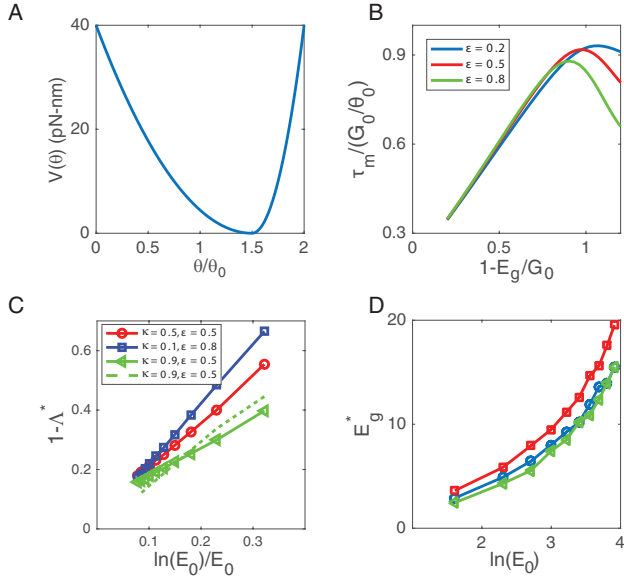 A
V(θ) (pN-nm)
40
20
0
0
0.5
1
1.5
2
θ/θ₀
B
τₘ/(G₀/θ₀)
0.9
0.6
0.3
0
0.5
1
1-E_g/G₀
ε = 0.2
ε = 0.5
ε = 0.8
C
1-Λ*
0.6
0.4
0.2
0
0.1
0.2
0.3
ln(E₀)/E₀
κ = 0.5, ε = 0.5
κ = 0.1, ε = 0.8
κ = 0.9, ε = 0.5
κ = 0.9, ε = 0.5
D
E_g*
20
10
0
2
3
4
ln(E₀)